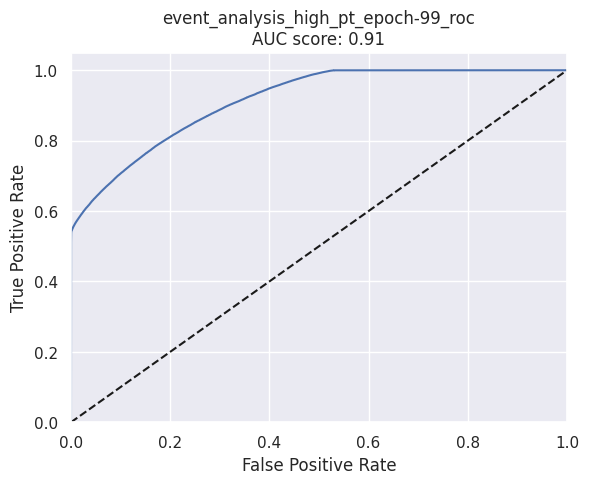 event_analysis_high_pt_epoch-99_roc
AUC score: 0.91
1.0
0.8
0.6
0.4
0.2
0.0
True Positive Rate
0.0 0.2 0.4 0.6 0.8 1.0
False Positive Rate